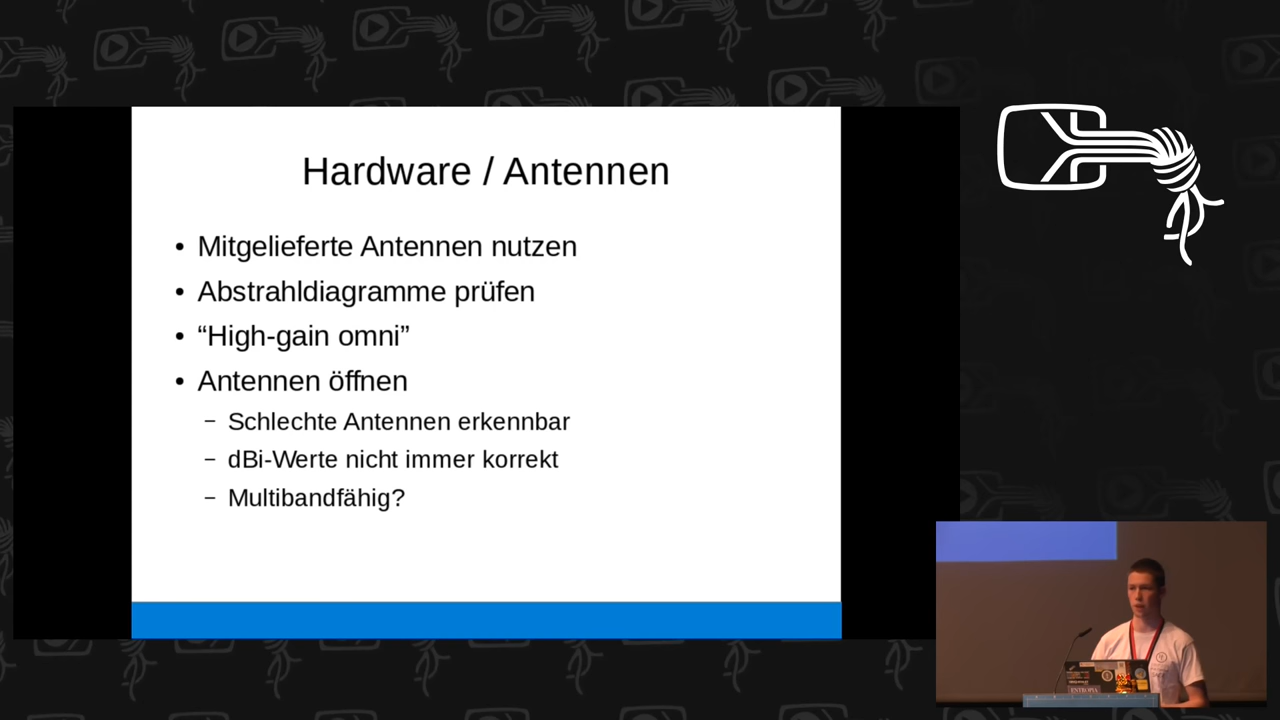 Hardware / Antennen
• Mitgelieferte Antennen nutzen
• Abstrahldiagramme prüfen
• “High-gain omni”
• Antennen öffnen
– Schlechte Antennen erkennbar
– dBi-Werte nicht immer korrekt
– Multibandfähig?
ENTROPIA